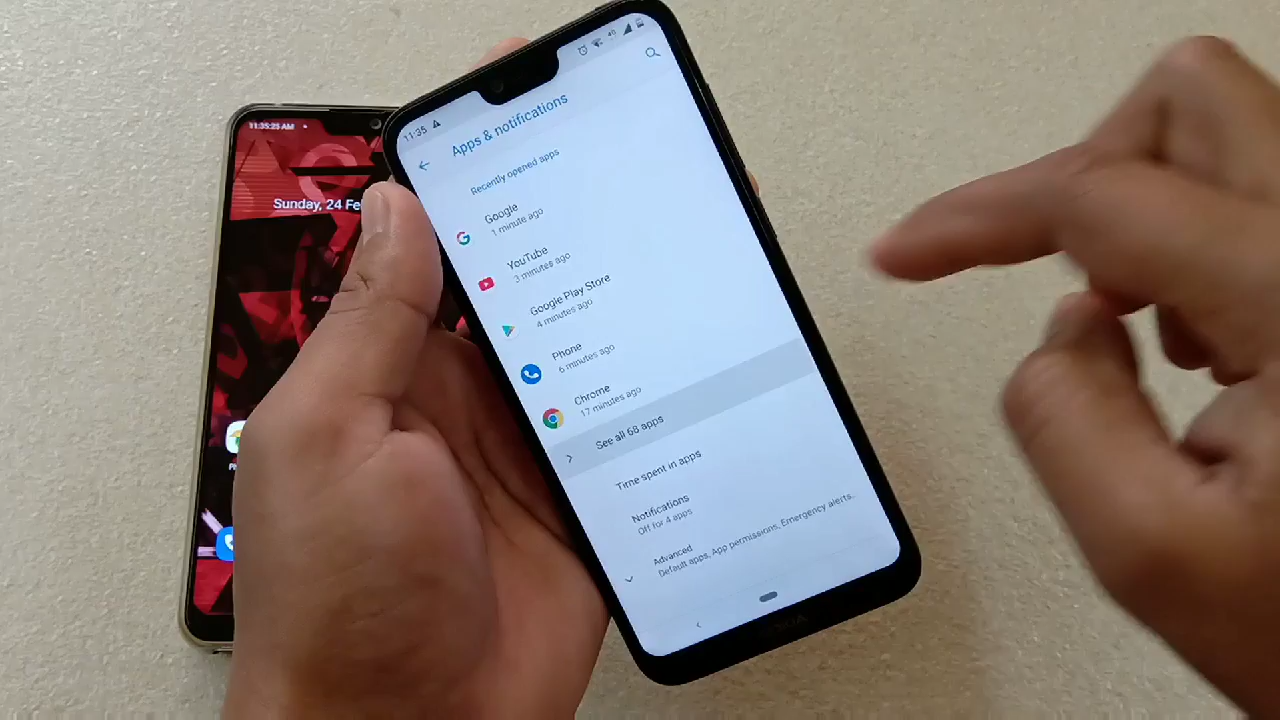 11:35
4G
Apps & notifications
Recently opened apps
Google
1 minute ago
YouTube
3 minutes ago
Google Play Store
4 minutes ago
Phone
6 minutes ago
Chrome
17 minutes ago
See all 68 apps
Time spent in apps
Notifications
Off for 4 apps
Advanced
Default apps, App permissions, Emergency alerts..
NOKIA
11:35:25 AM
Sunday, 24 Fe